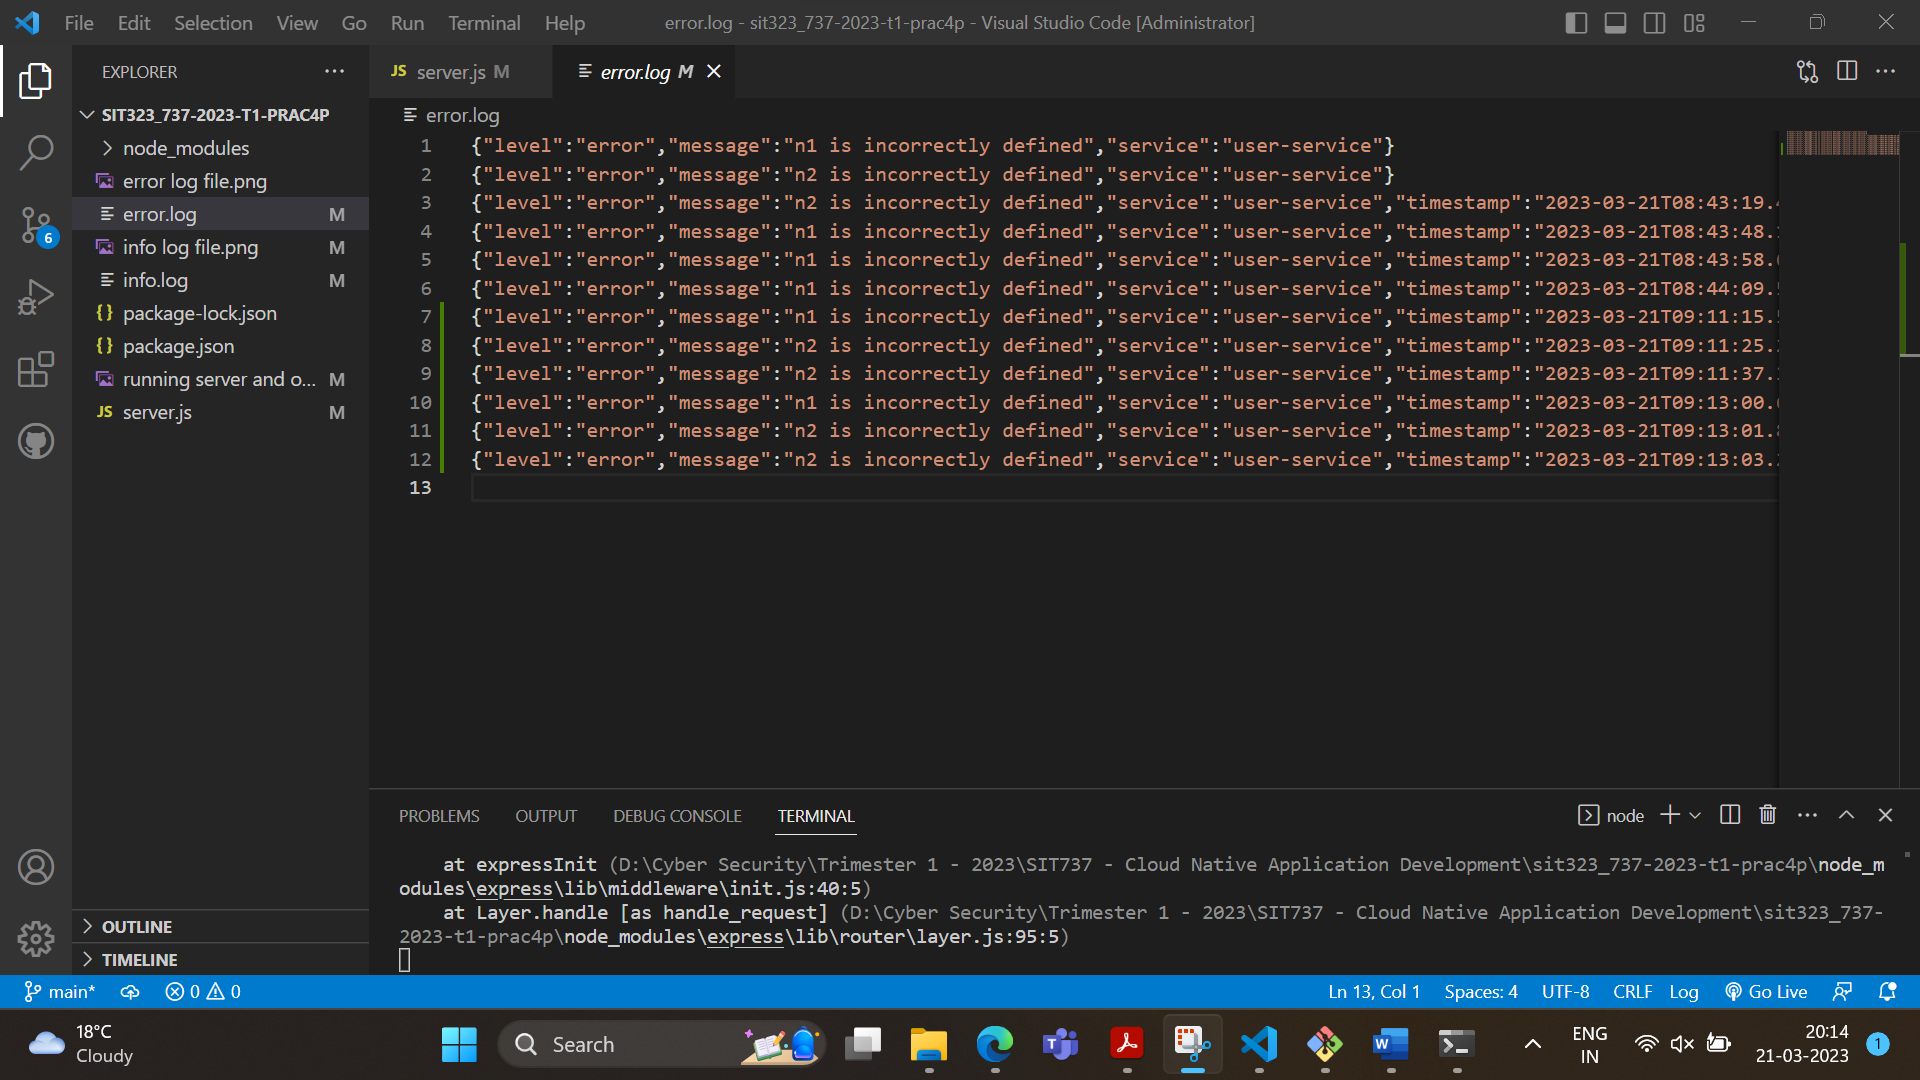 File Edit Selection View Go Run Terminal Help
error.log - sit323_737-2023-t1-prac4p - Visual Studio Code [Administrator]
EXPLORER
SIT323_737-2023-T1-PRAC4P
node_modules
error log file.png
error.log M
info log file.png M
info.log M
package-lock.json
package.json
running server and o... M
server.js M
OUTLINE
TIMELINE
6
JS server.js M
error.log M
error.log
1 {"level":"error","message":"n1 is incorrectly defined","service":"user-service"}
2 {"level":"error","message":"n2 is incorrectly defined","service":"user-service"}
3 {"level":"error","message":"n2 is incorrectly defined","service":"user-service","timestamp":"2023-03-21T08:43:19.
4 {"level":"error","message":"n1 is incorrectly defined","service":"user-service","timestamp":"2023-03-21T08:43:48.
5 {"level":"error","message":"n1 is incorrectly defined","service":"user-service","timestamp":"2023-03-21T08:43:58.
6 {"level":"error","message":"n1 is incorrectly defined","service":"user-service","timestamp":"2023-03-21T08:44:09.
7 {"level":"error","message":"n1 is incorrectly defined","service":"user-service","timestamp":"2023-03-21T09:11:15.
8 {"level":"error","message":"n2 is incorrectly defined","service":"user-service","timestamp":"2023-03-21T09:11:25.
9 {"level":"error","message":"n2 is incorrectly defined","service":"user-service","timestamp":"2023-03-21T09:11:37.
10 {"level":"error","message":"n1 is incorrectly defined","service":"user-service","timestamp":"2023-03-21T09:13:00.
11 {"level":"error","message":"n2 is incorrectly defined","service":"user-service","timestamp":"2023-03-21T09:13:01.
12 {"level":"error","message":"n2 is incorrectly defined","service":"user-service","timestamp":"2023-03-21T09:13:03.
13
PROBLEMS OUTPUT DEBUG CONSOLE TERMINAL
node
at expressInit (D:\Cyber Security\Trimester 1 - 2023\SIT737 - Cloud Native Application Development\sit323_737-2023-t1-prac4p\node_m
odules\express\lib\middleware\init.js:40:5)
at Layer.handle [as handle_request] (D:\Cyber Security\Trimester 1 - 2023\SIT737 - Cloud Native Application Development\sit323_737-
2023-t1-prac4p\node_modules\express\lib\router\layer.js:95:5)
main* 0 0
Ln 13, Col 1 Spaces: 4 UTF-8 CRLF Log Go Live
18°C
Cloudy
Search
ENG
IN
20:14
21-03-2023
1